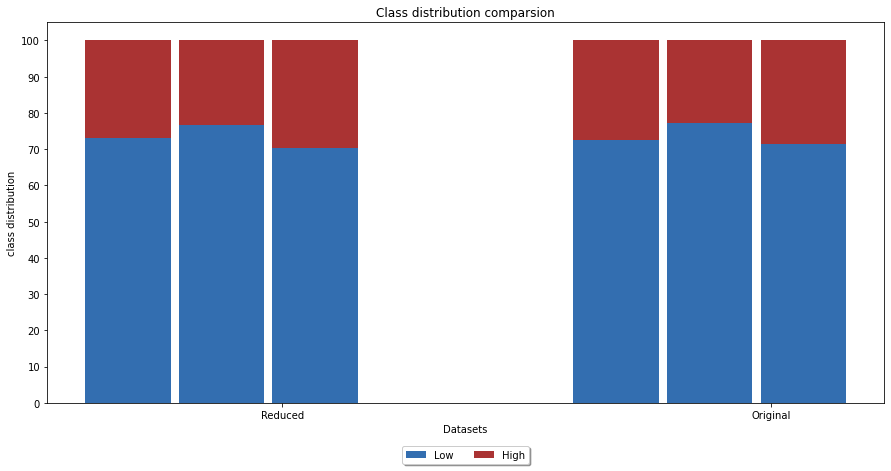 Class distribution comparsion
class distribution
100
90
80
70
60
50
40
30
20
10
0
Reduced Original
Datasets
Low High